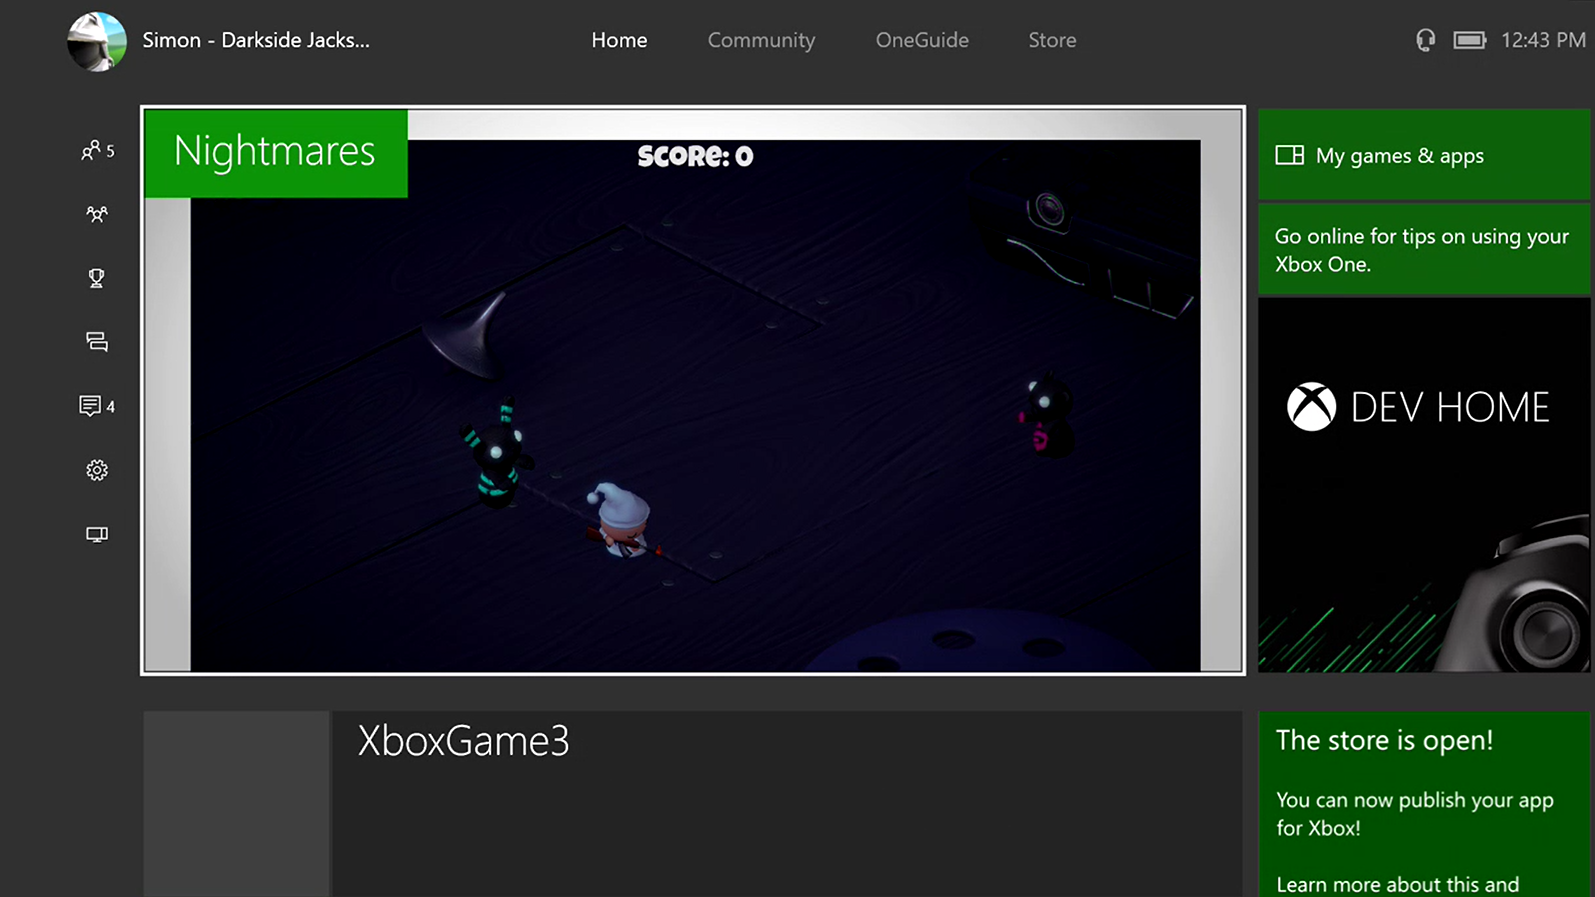 Simon - Darkside Jacks...
Home
Community
OneGuide
Store
12:43 PM
5
4
Nightmares
SCORe: 0
My games & apps
Go online for tips on using your
Xbox One.
DEV HOME
XboxGame3
The store is open!
You can now publish your app
for Xbox!
Learn more about this and